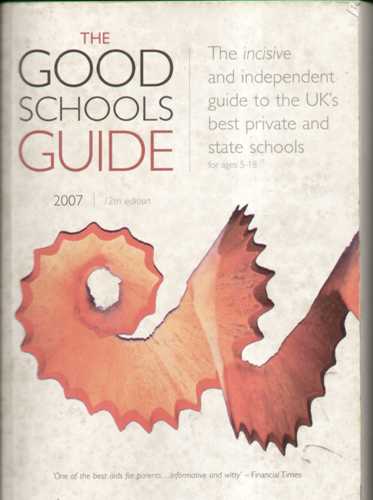 THE
GOOD
SCHOOLS
GUIDE
2007 | 12th edition
The incisive
and independent
guide to the UK's
best private and
state schools
for ages 5-18
'One of the best aids for parents....informative and witty' – Financial Times